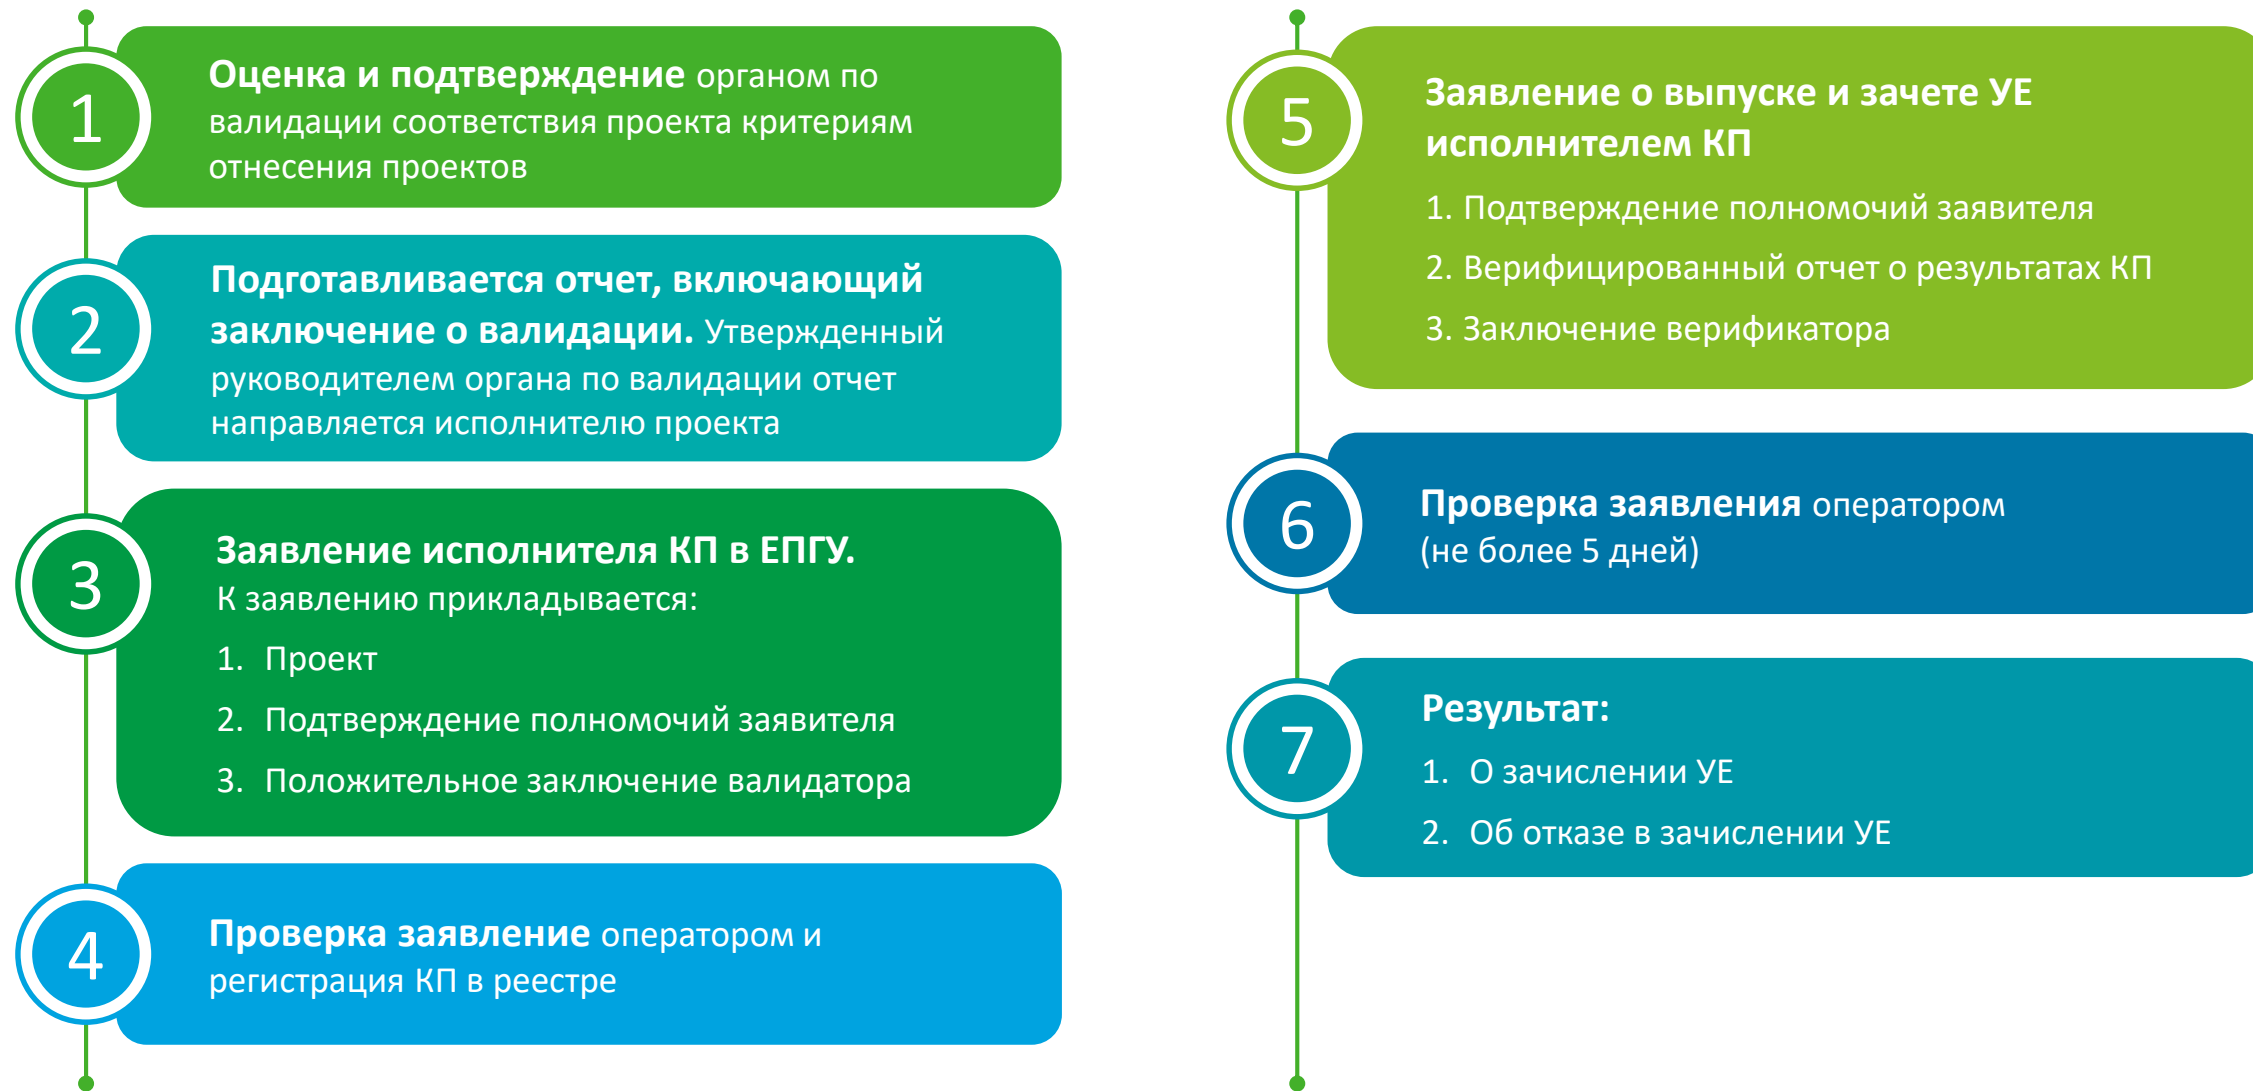 1
Оценка и подтверждение органом по
валидации соответствия проекта критериям
отнесения проектов
2
Подготавливается отчет, включающий
заключение о валидации. Утвержденный
руководителем органа по валидации отчет
направляется исполнителю проекта
3
Заявление исполнителя КП в ЕПГУ.
К заявлению прикладывается:
1. Проект
2. Подтверждение полномочий заявителя
3. Положительное заключение валидатора
4
Проверка заявление оператором и
регистрация КП в реестре
5
Заявление о выпуске и зачете УЕ
исполнителем КП
1. Подтверждение полномочий заявителя
2. Верифицированный отчет о результатах КП
3. Заключение верификатора
6
Проверка заявления оператором
(не более 5 дней)
7
Результат:
1. О зачислении УЕ
2. Об отказе в зачислении УЕ